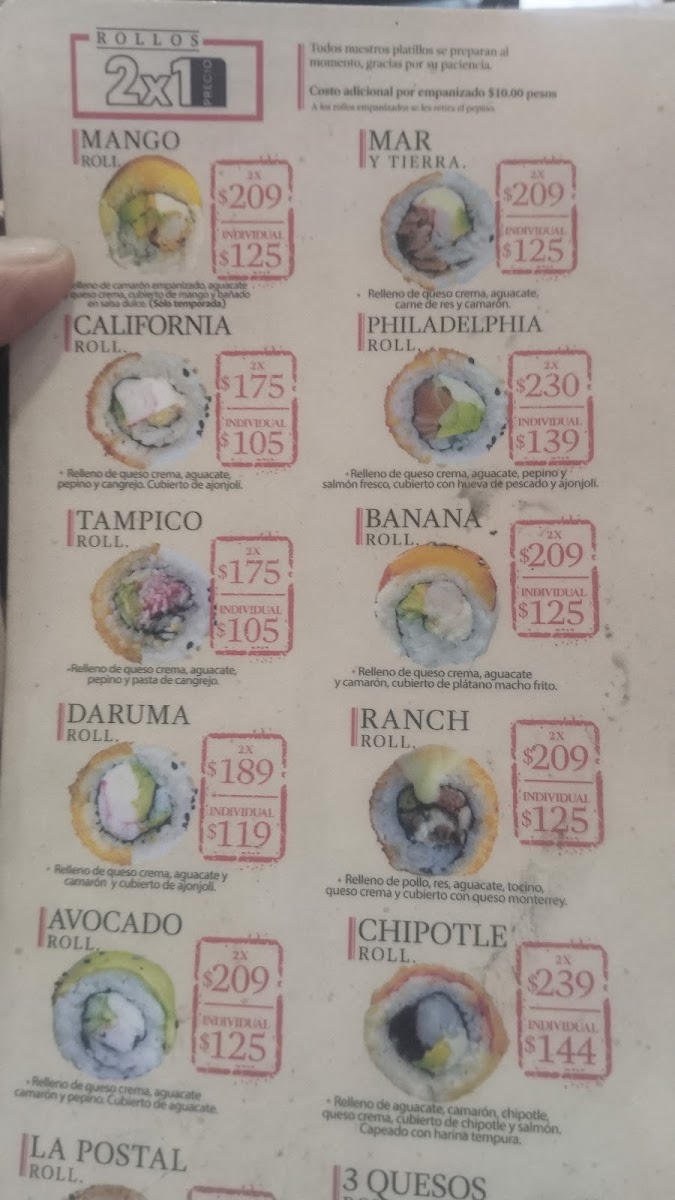 ROLLOS
2x1 PRECIO
Todos nuestros platillos se preparan al
momento, gracias por su paciencia.
Costo adicional por empanizado $10.00 pesos
A los rollos empanizados se les retira el pepino.
MANGO
ROLL.
2X
$209
INDIVIDUAL
$125
elleno de camarón empanizado, aguacate
queso crema, cubierto de mango y bañado
en salsa dulce. (Sólo temporada)
MAR
Y TIERRA.
2X
$209
INDIVIDUAL
$125
• Relleno de queso crema, aguacate,
carne de res y camarón.
CALIFORNIA
ROLL.
2X
$175
INDIVIDUAL
$105
• Relleno de queso crema, aguacate,
pepino y cangrejo. Cubierto de ajonjolí.
PHILADELPHIA
ROLL.
2X
$230
INDIVIDUAL
$139
• Relleno de queso crema, aguacate, pepino y
salmón fresco, cubierto con hueva de pescado y ajonjolí.
TAMPICO
ROLL.
2X
$175
INDIVIDUAL
$105
•Relleno de queso crema, aguacate,
pepino y pasta de cangrejo.
BANANA
ROLL.
2X
$209
INDIVIDUAL
$125
• Relleno de queso crema, aguacate
y camarón, cubierto de plátano macho frito.
DARUMA
ROLL.
2X
$189
INDIVIDUAL
$119
• Relleno de queso crema, aguacate y
camarón y cubierto de ajonjolí.
RANCH
ROLL.
2X
$209
INDIVIDUAL
$125
• Relleno de pollo, res, aguacate, tocino,
queso crema y cubierto con queso monterrey.
AVOCADO
ROLL.
2X
$209
INDIVIDUAL
$125
• Relleno de queso crema, aguacate
camarón y pepino. Cubierto de aguacate.
CHIPOTLE
ROLL.
2X
$239
INDIVIDUAL
$144
• Relleno de aguacate, camarón, chipotle,
queso crema, cubierto de chipotle y salmón.
Capeado con harina tempura.
LA POSTAL
ROLL.
3 QUESOS